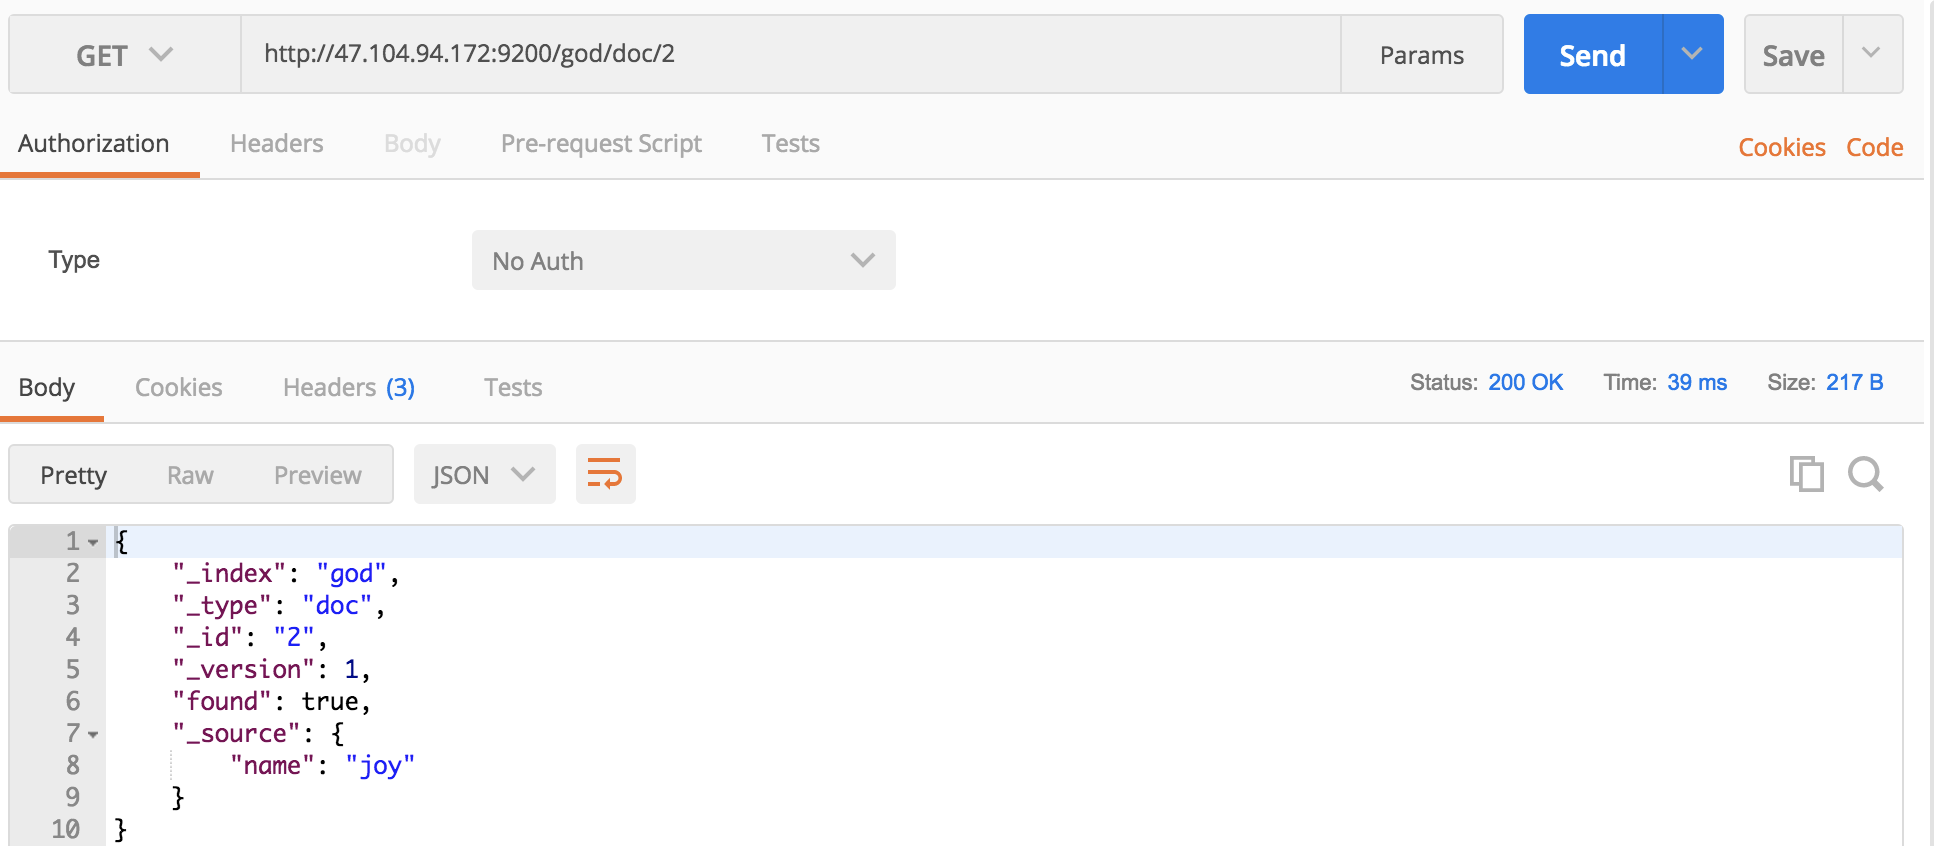 GET http://47.104.94.172:9200/god/doc/2 Params Send Save
Authorization Headers Body Pre-request Script Tests Cookies Code
Type No Auth
Body Cookies Headers (3) Tests Status: 200 OK Time: 39 ms Size: 217 B
Pretty Raw Preview JSON
1 {
2 "_index": "god",
3 "_type": "doc",
4 "_id": "2",
5 "_version": 1,
6 "found": true,
7 "_source": {
8 "name": "joy"
9 }
10 }